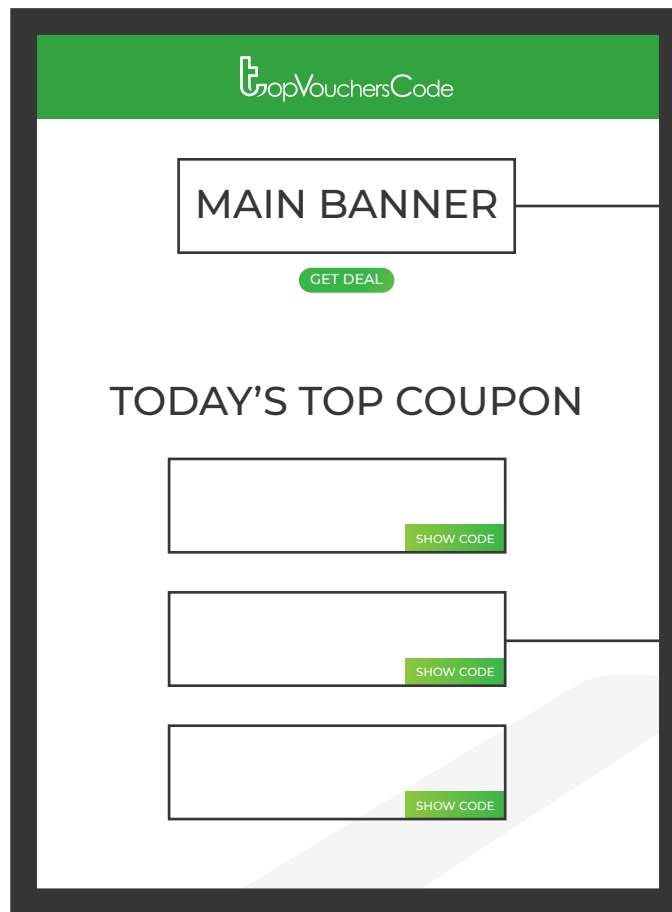 topVouchersCode
MAIN BANNER
GET DEAL
TODAY’S TOP COUPON
SHOW CODE
SHOW CODE
SHOW CODE